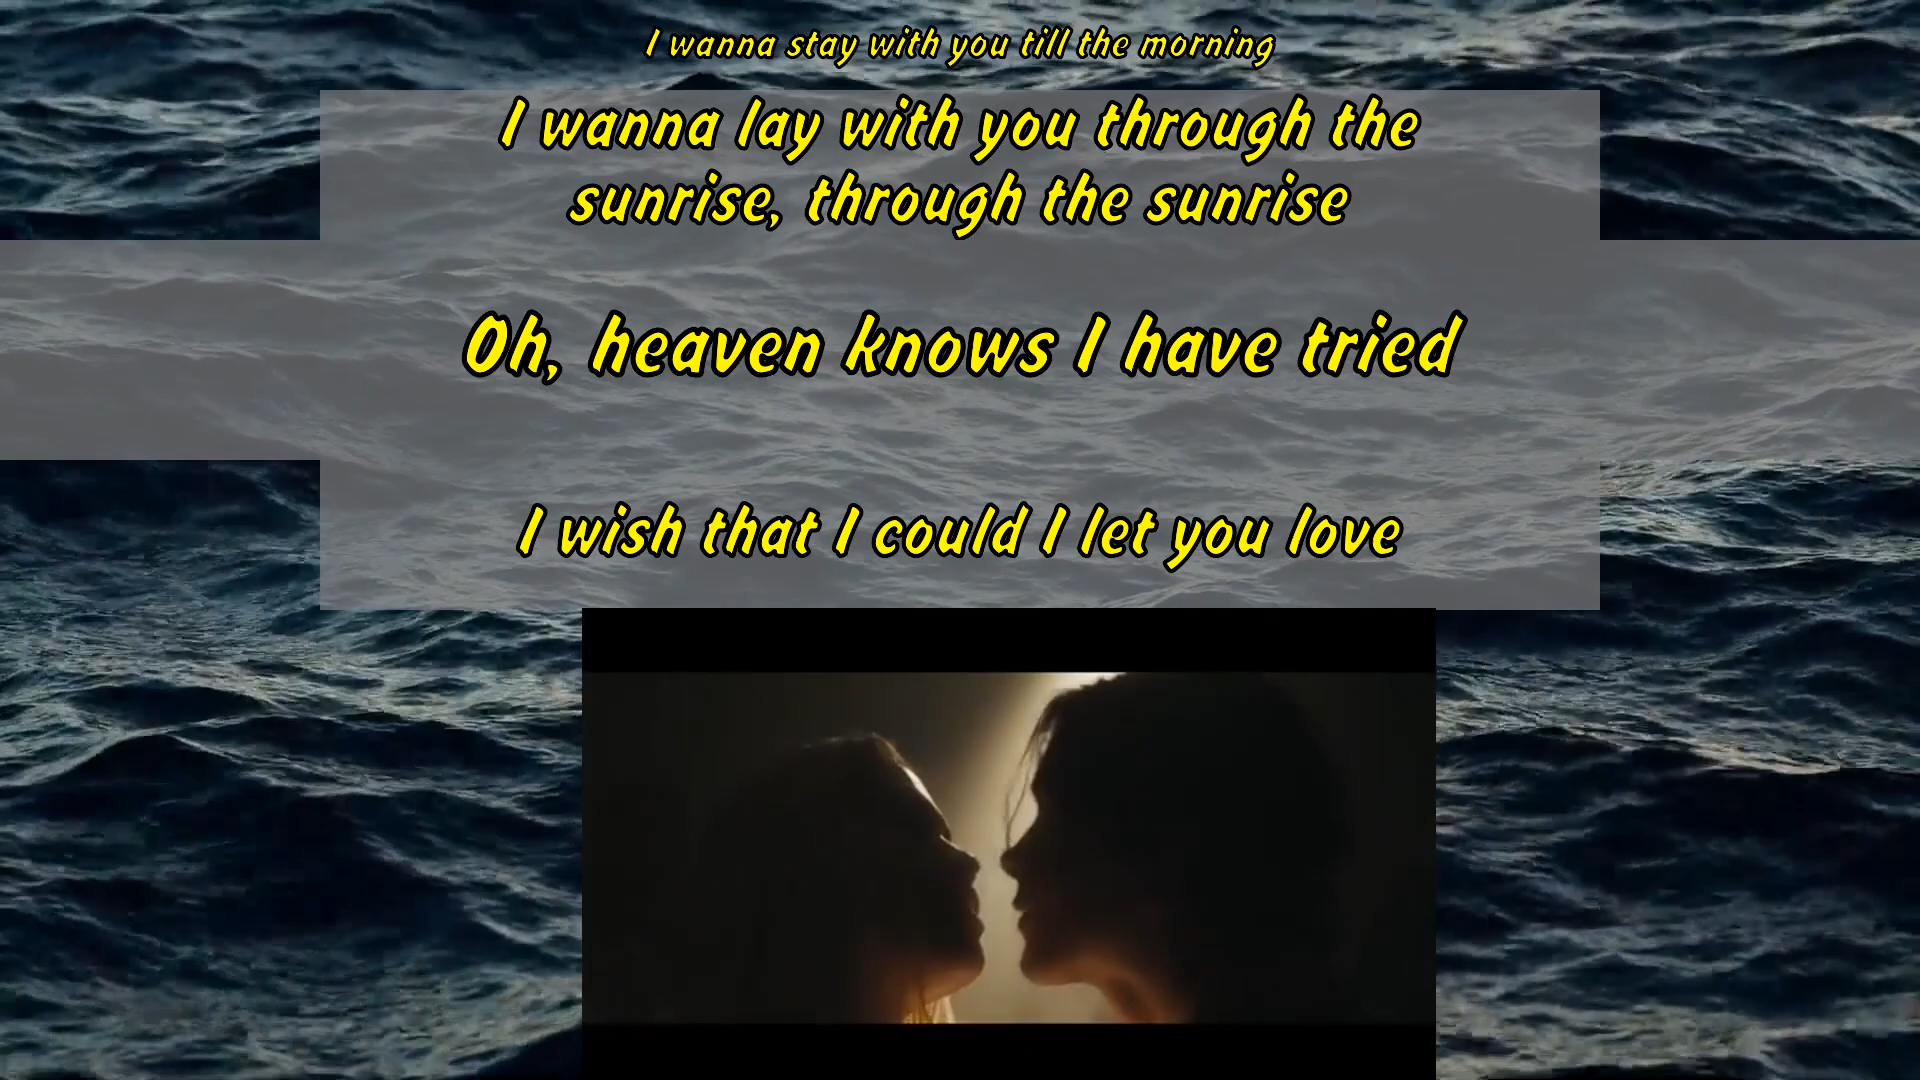 I wanna stay with you till the morning
I wanna lay with you through the
sunrise, through the sunrise
Oh, heaven knows I have tried
I wish that I could I let you love